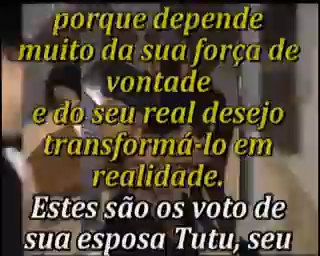 porque depende
muito da sua força de
vontade
e do seu real desejo
transformá-lo em
realidade.
Estes são os voto de
sua esposa Tutu, seu